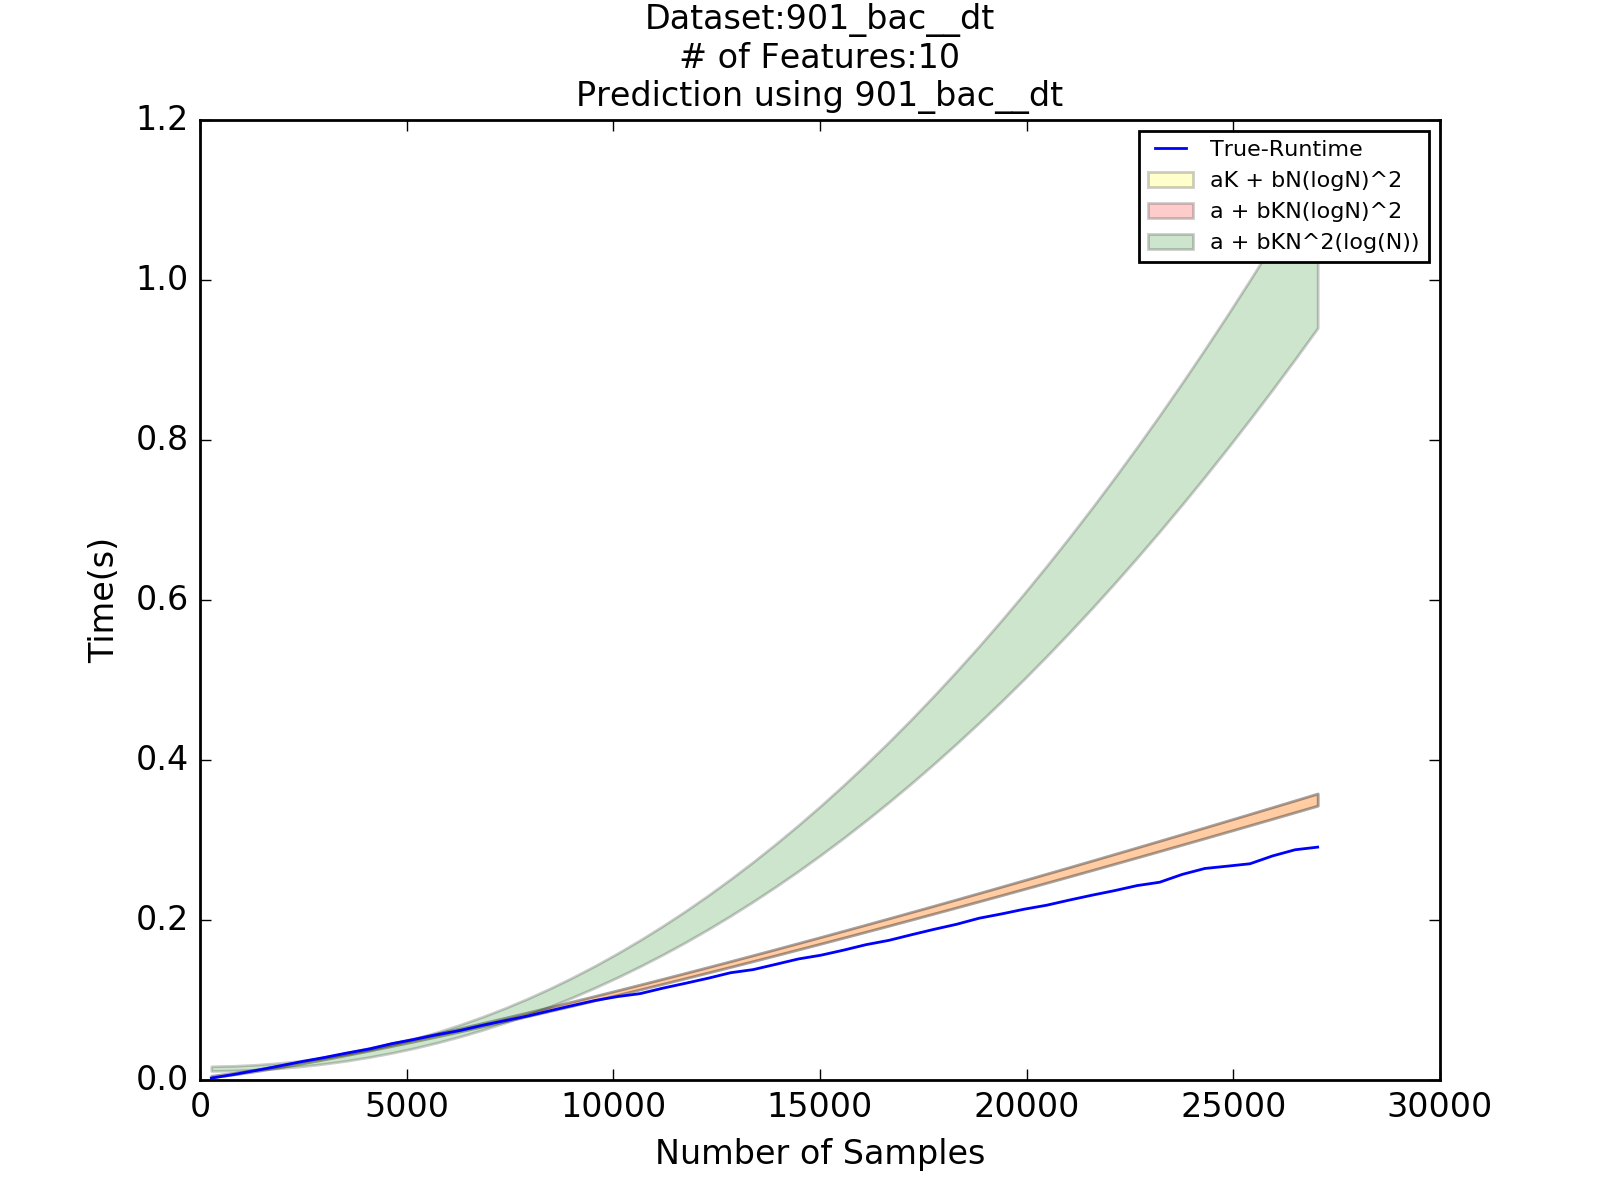 Dataset:901_bac__dt
# of Features:10
Prediction using 901_bac__dt
1.2
1.0
0.8
0.6
0.4
0.2
0.0
Time(s)
True-Runtime
aK + bN(logN)^2
a + bKN(logN)^2
a + bKN^2(log(N))
0 5000 10000 15000 20000 25000 30000
Number of Samples